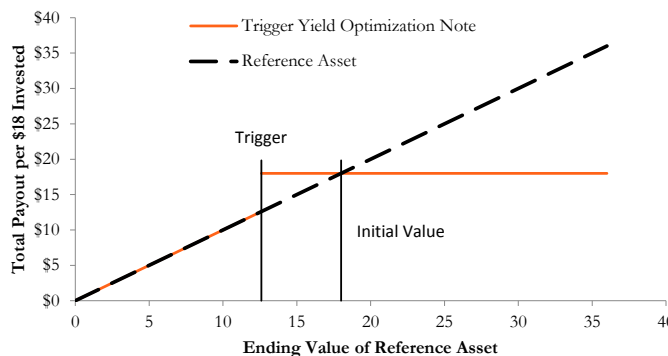 Trigger Yield Optimization Note
Reference Asset
$40
$35
$30
$25
$20
$15
$10
$5
$0
Total Payout per $18 Invested
Trigger
Initial Value
0 5 10 15 20 25 30 35 40
Ending Value of Reference Asset